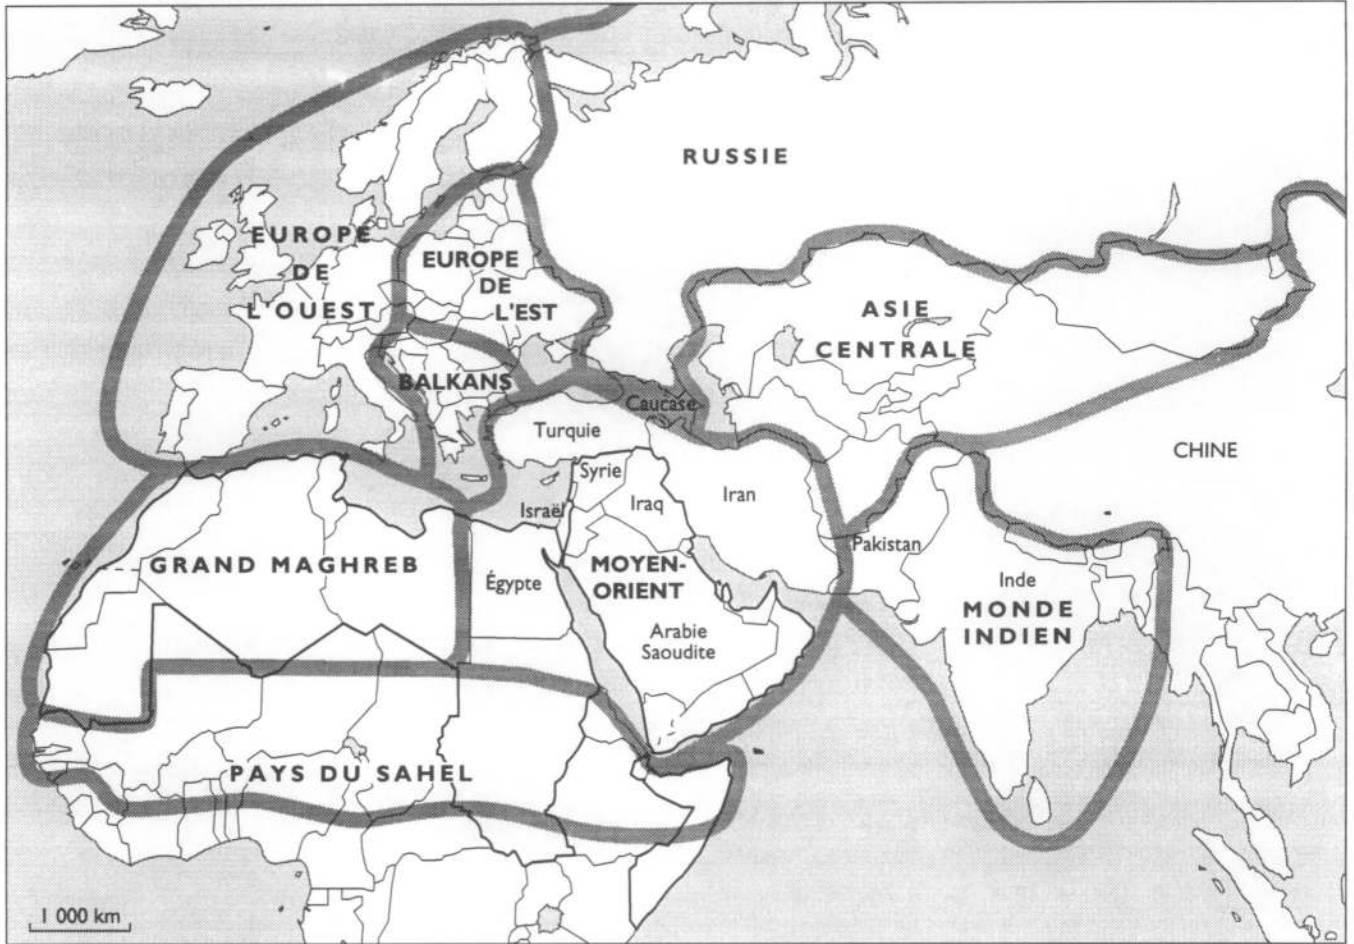 RUSSIE
EUROPE
DE
L'OUEST
EUROPE
DE
L'EST
ASIE
CENTRALE
BALKANS
Caucase
Turquie
CHINE
Syrie
Iraq
Iran
Israël
Pakistan
GRAND MAGHREB
Égypte
MOYEN-
ORIENT
Inde
MONDE
INDIEN
Arabie
Saoudite
PAYS DU SAHEL
1 000 km